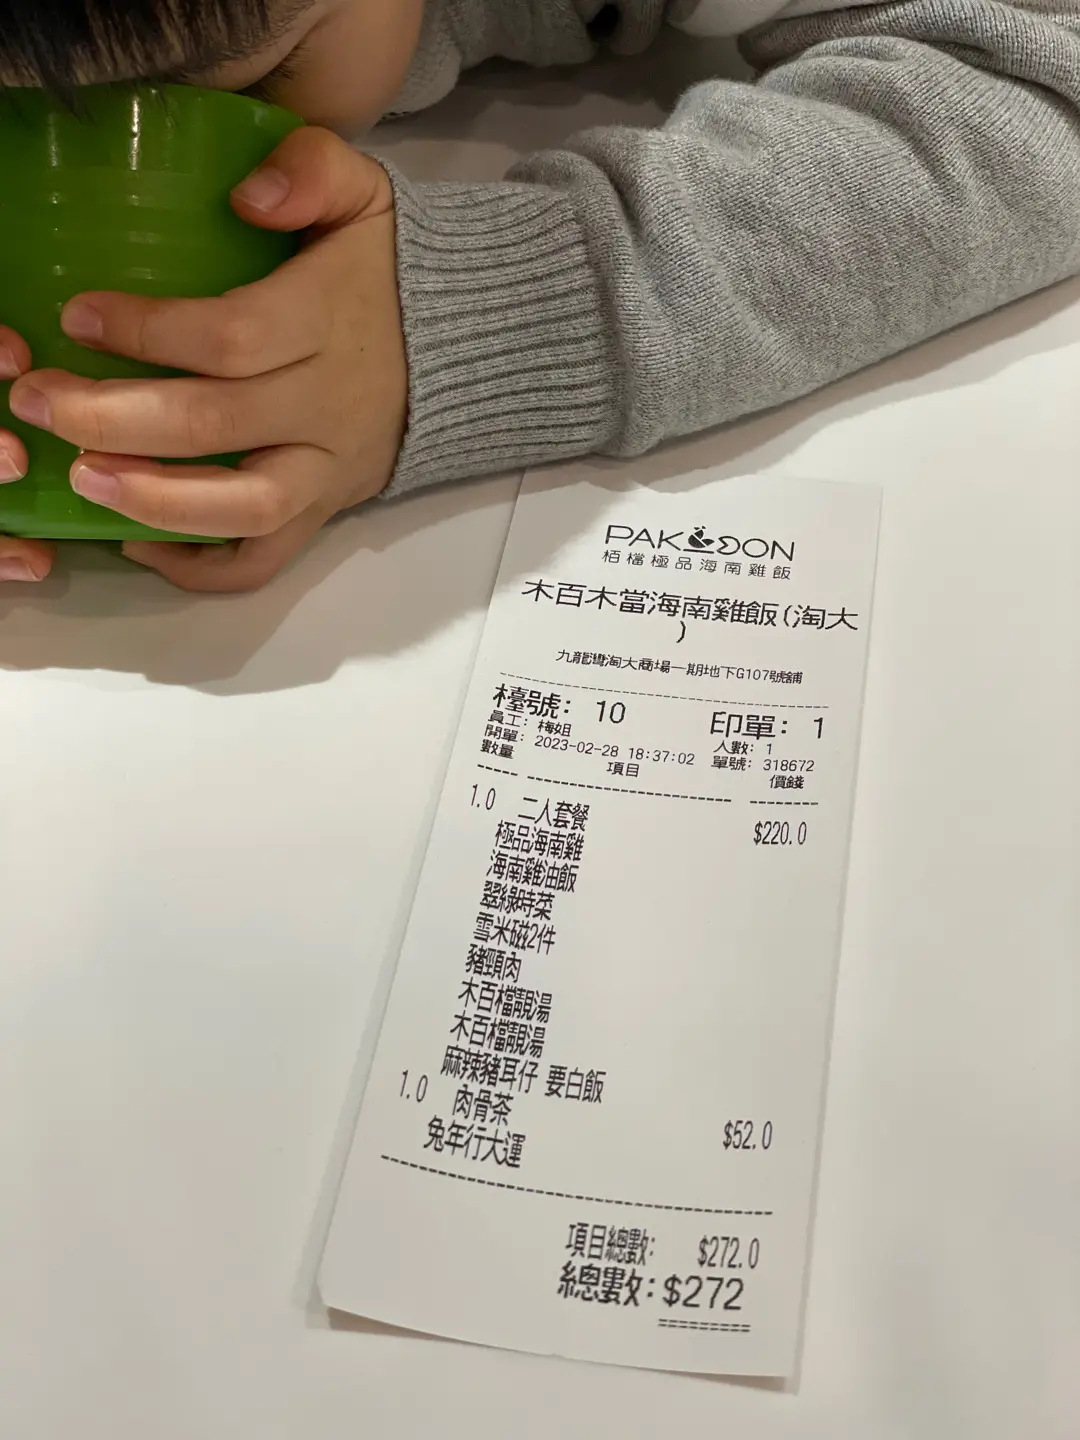 PAK DON
栢檔極品海南雞飯
木百木當海南雞飯(淘大
)
九龍灣淘大商場一期地下G107號舖
檯號: 10 印單: 1
員工: 梅姐 人數: 1
開單: 2023-02-28 18:37:02 單號: 318672
數量 項目 價錢
1.0 二人套餐 $220.0
極品海南雞
海南雞油飯
翠綠時菜
雪米磁2件
豬頸肉
木百檔靚湯
木百檔靚湯
麻辣豬耳仔 要白飯
1.0 肉骨茶 $52.0
兔年行大運
項目總數: $272.0
總數: $272